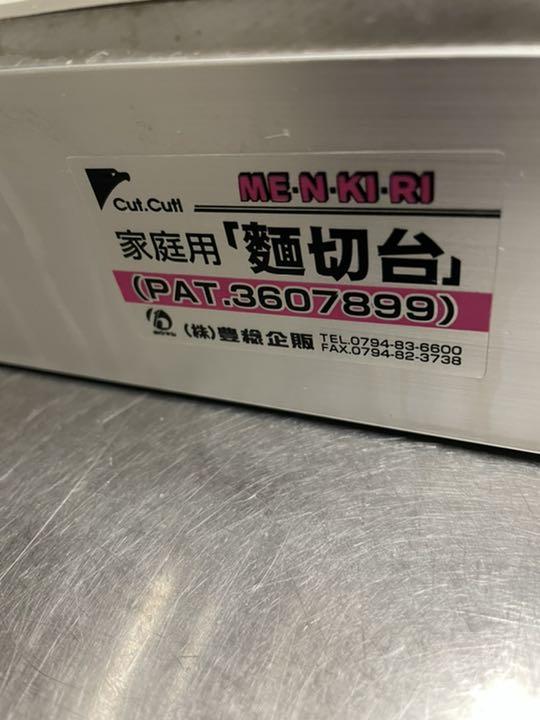 Cut.Cut!
ME・N・KI・RI
家庭用「麵切台」
(PAT.3607899)
(株)豊稔企販
TEL.0794-83-6600
FAX.0794-82-3738